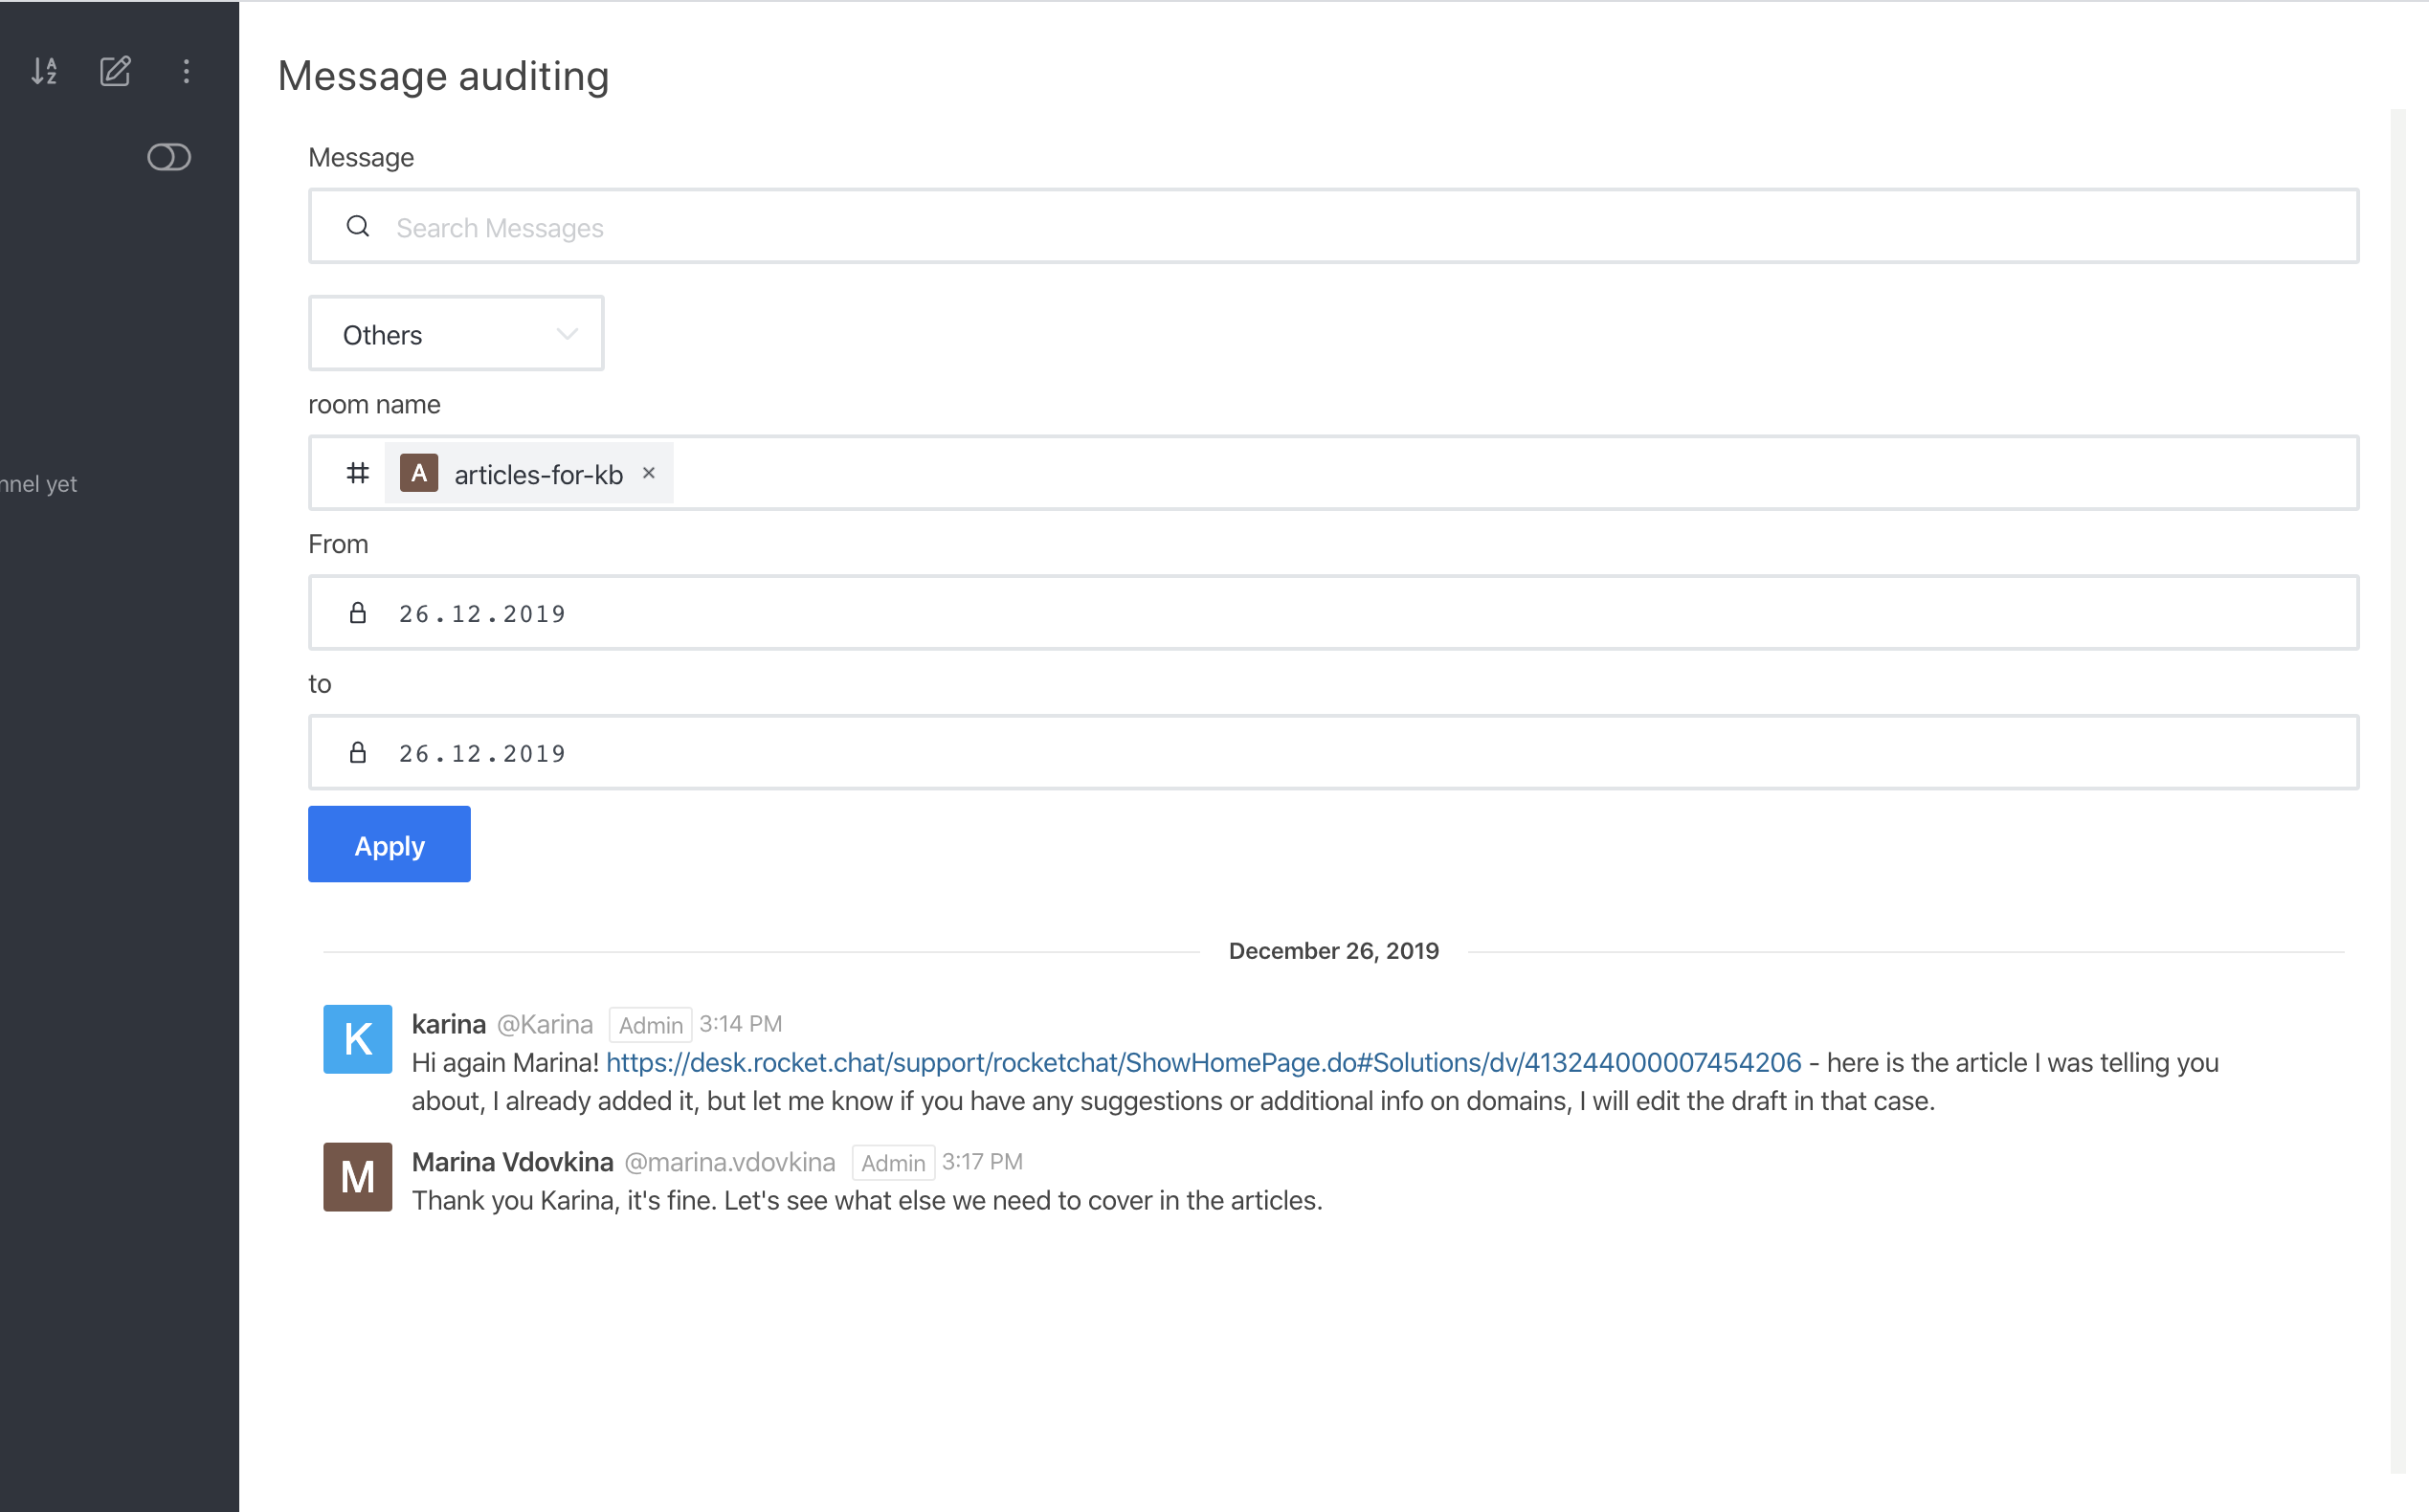 Message auditing
Message
Search Messages
Others
room name
A articles-for-kb ×
nnel yet
From
26.12.2019
to
26.12.2019
Apply
December 26, 2019
K
karina @Karina Admin 3:14 PM
Hi again Marina! https://desk.rocket.chat/support/rocketchat/ShowHomePage.do#Solutions/dv/413244000007454206 - here is the article I was telling you
about, I already added it, but let me know if you have any suggestions or additional info on domains, I will edit the draft in that case.
M
Marina Vdovkina @marina.vdovkina Admin 3:17 PM
Thank you Karina, it's fine. Let's see what else we need to cover in the articles.